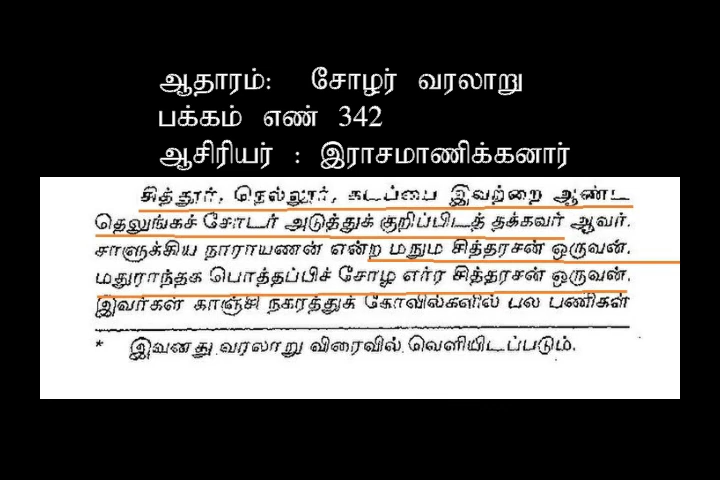 ஆதாரம்: சோழர் வரலாறு
பக்கம் எண் 342
ஆசிரியர் : இராசமாணிக்கனார்
சித்தூர், நெல்லூர், கடப்பை இவற்றை ஆண்ட
தெலுங்கச் சோடர் அடுத்துக் குறிப்பிடத் தக்கவர் ஆவர்.
சாளுக்கிய நாராயணன் என்ற மநும சித்தரசன் ஒருவன்.
மதுராந்தக பொத்தப்பிச் சோழ எர்ர சித்தரசன் ஒருவன்.
இவர்கள் காஞ்சி நகரத்துக் கோவில்களில் பல பணிகள்
* இவனது வரலாறு விரைவில் வெளியிடப்படும்.